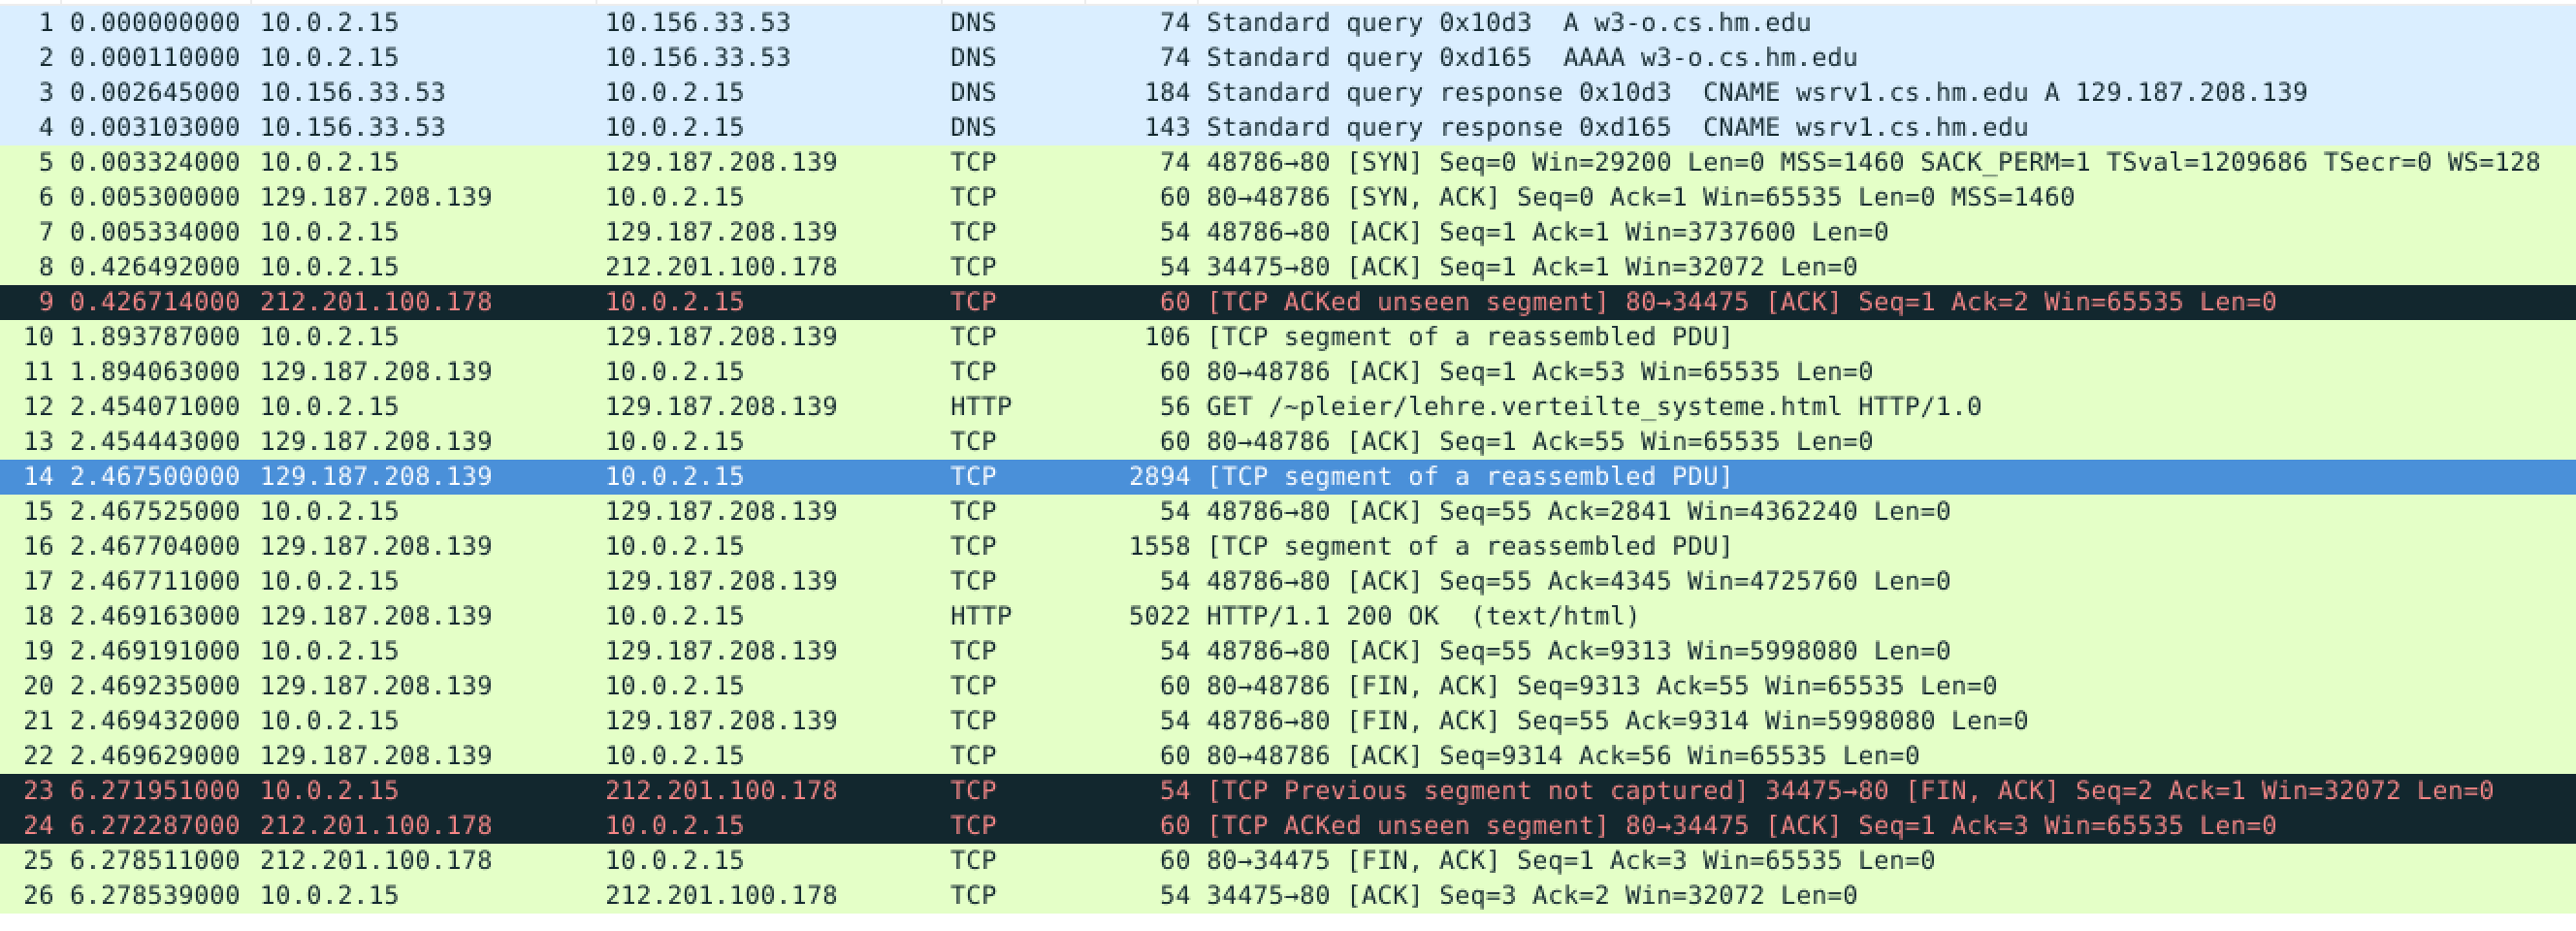 1 0.000000000 10.0.2.15 10.156.33.53 DNS 74 Standard query 0x10d3  A w3-o.cs.hm.edu
2 0.000110000 10.0.2.15 10.156.33.53 DNS 74 Standard query 0xd165  AAAA w3-o.cs.hm.edu
3 0.002645000 10.156.33.53 10.0.2.15 DNS 184 Standard query response 0x10d3  CNAME wsrv1.cs.hm.edu A 129.187.208.139
4 0.003103000 10.156.33.53 10.0.2.15 DNS 143 Standard query response 0xd165  CNAME wsrv1.cs.hm.edu
5 0.003324000 10.0.2.15 129.187.208.139 TCP 74 48786→80 [SYN] Seq=0 Win=29200 Len=0 MSS=1460 SACK_PERM=1 TSval=1209686 TSecr=0 WS=128
6 0.005300000 129.187.208.139 10.0.2.15 TCP 60 80→48786 [SYN, ACK] Seq=0 Ack=1 Win=65535 Len=0 MSS=1460
7 0.005334000 10.0.2.15 129.187.208.139 TCP 54 48786→80 [ACK] Seq=1 Ack=1 Win=3737600 Len=0
8 0.426492000 10.0.2.15 212.201.100.178 TCP 54 34475→80 [ACK] Seq=1 Ack=1 Win=32072 Len=0
9 0.426714000 212.201.100.178 10.0.2.15 TCP 60 [TCP ACKed unseen segment] 80→34475 [ACK] Seq=1 Ack=2 Win=65535 Len=0
10 1.893787000 10.0.2.15 129.187.208.139 TCP 106 [TCP segment of a reassembled PDU]
11 1.894063000 129.187.208.139 10.0.2.15 TCP 60 80→48786 [ACK] Seq=1 Ack=53 Win=65535 Len=0
12 2.454071000 10.0.2.15 129.187.208.139 HTTP 56 GET /~pleier/lehre.verteilte_systeme.html HTTP/1.0
13 2.454443000 129.187.208.139 10.0.2.15 TCP 60 80→48786 [ACK] Seq=1 Ack=55 Win=65535 Len=0
14 2.467500000 129.187.208.139 10.0.2.15 TCP 2894 [TCP segment of a reassembled PDU]
15 2.467525000 10.0.2.15 129.187.208.139 TCP 54 48786→80 [ACK] Seq=55 Ack=2841 Win=4362240 Len=0
16 2.467704000 129.187.208.139 10.0.2.15 TCP 1558 [TCP segment of a reassembled PDU]
17 2.467711000 10.0.2.15 129.187.208.139 TCP 54 48786→80 [ACK] Seq=55 Ack=4345 Win=4725760 Len=0
18 2.469163000 129.187.208.139 10.0.2.15 HTTP 5022 HTTP/1.1 200 OK  (text/html)
19 2.469191000 10.0.2.15 129.187.208.139 TCP 54 48786→80 [ACK] Seq=55 Ack=9313 Win=5998080 Len=0
20 2.469235000 129.187.208.139 10.0.2.15 TCP 60 80→48786 [FIN, ACK] Seq=9313 Ack=55 Win=65535 Len=0
21 2.469432000 10.0.2.15 129.187.208.139 TCP 54 48786→80 [FIN, ACK] Seq=55 Ack=9314 Win=5998080 Len=0
22 2.469629000 129.187.208.139 10.0.2.15 TCP 60 80→48786 [ACK] Seq=9314 Ack=56 Win=65535 Len=0
23 6.271951000 10.0.2.15 212.201.100.178 TCP 54 [TCP Previous segment not captured] 34475→80 [FIN, ACK] Seq=2 Ack=1 Win=32072 Len=0
24 6.272287000 212.201.100.178 10.0.2.15 TCP 60 [TCP ACKed unseen segment] 80→34475 [ACK] Seq=1 Ack=3 Win=65535 Len=0
25 6.278511000 212.201.100.178 10.0.2.15 TCP 60 80→34475 [FIN, ACK] Seq=1 Ack=3 Win=65535 Len=0
26 6.278539000 10.0.2.15 212.201.100.178 TCP 54 34475→80 [ACK] Seq=3 Ack=2 Win=32072 Len=0